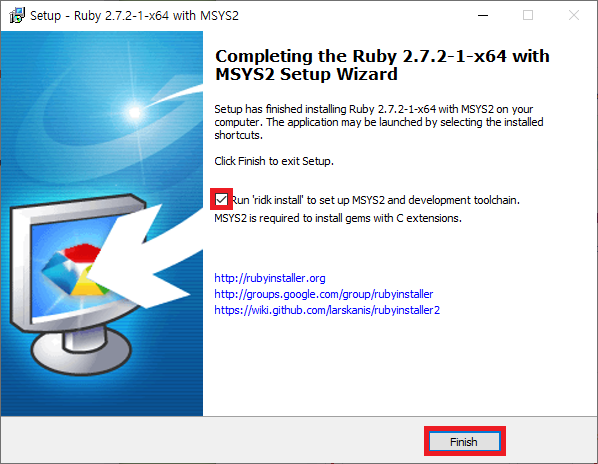 Setup - Ruby 2.7.2-1-x64 with MSYS2
Completing the Ruby 2.7.2-1-x64 with
MSYS2 Setup Wizard
Setup has finished installing Ruby 2.7.2-1-x64 with MSYS2 on your
computer. The application may be launched by selecting the installed
shortcuts.
Click Finish to exit Setup.
Run 'ridk install' to set up MSYS2 and development toolchain.
MSYS2 is required to install gems with C extensions.
http://rubyinstaller.org
http://groups.google.com/group/rubyinstaller
https://wiki.github.com/larskanis/rubyinstaller2
Finish